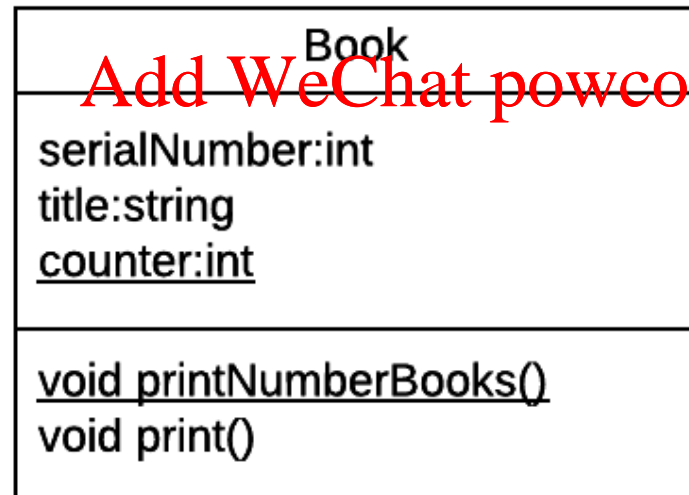 Book
Add WeChat powco
serialNumber:int
title:string
counter:int
void printNumberBooks()
void print()